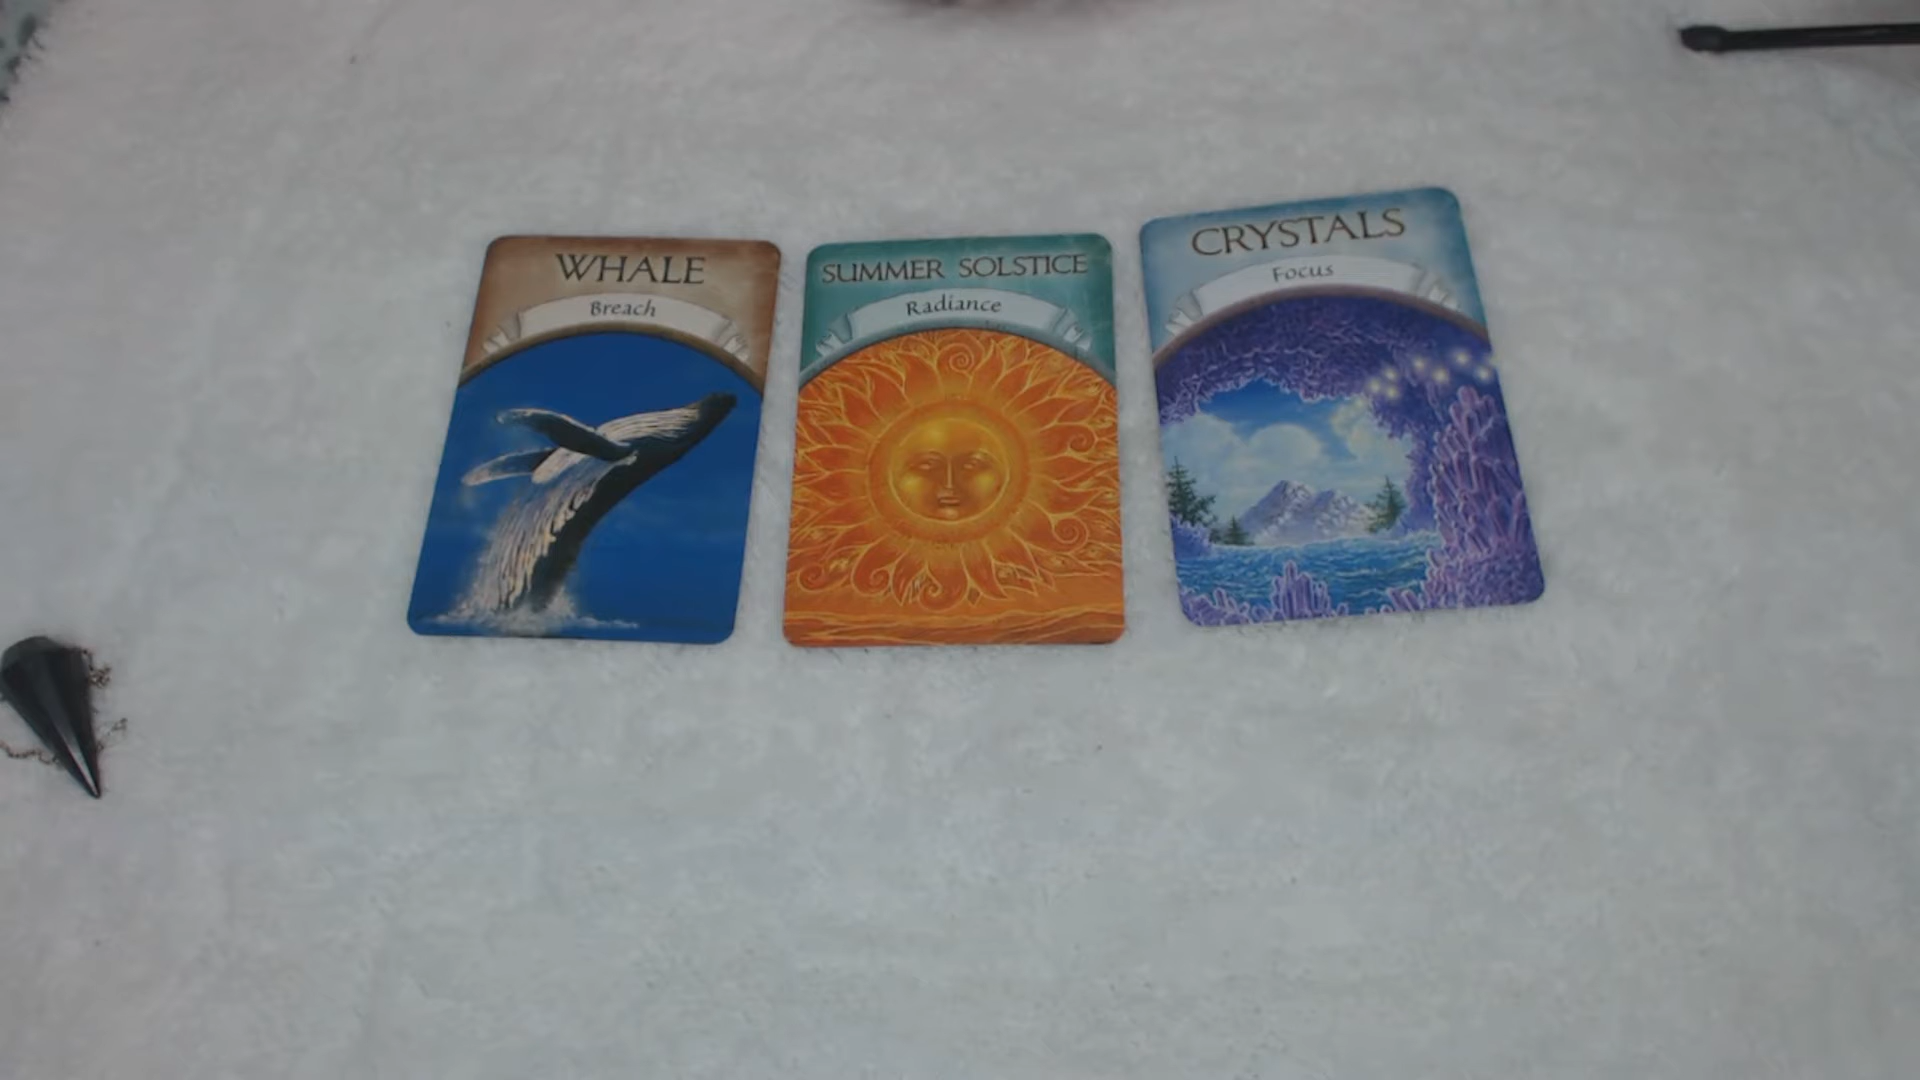 WHALE
Breach
SUMMER SOLSTICE
Radiance
CRYSTALS
Focus